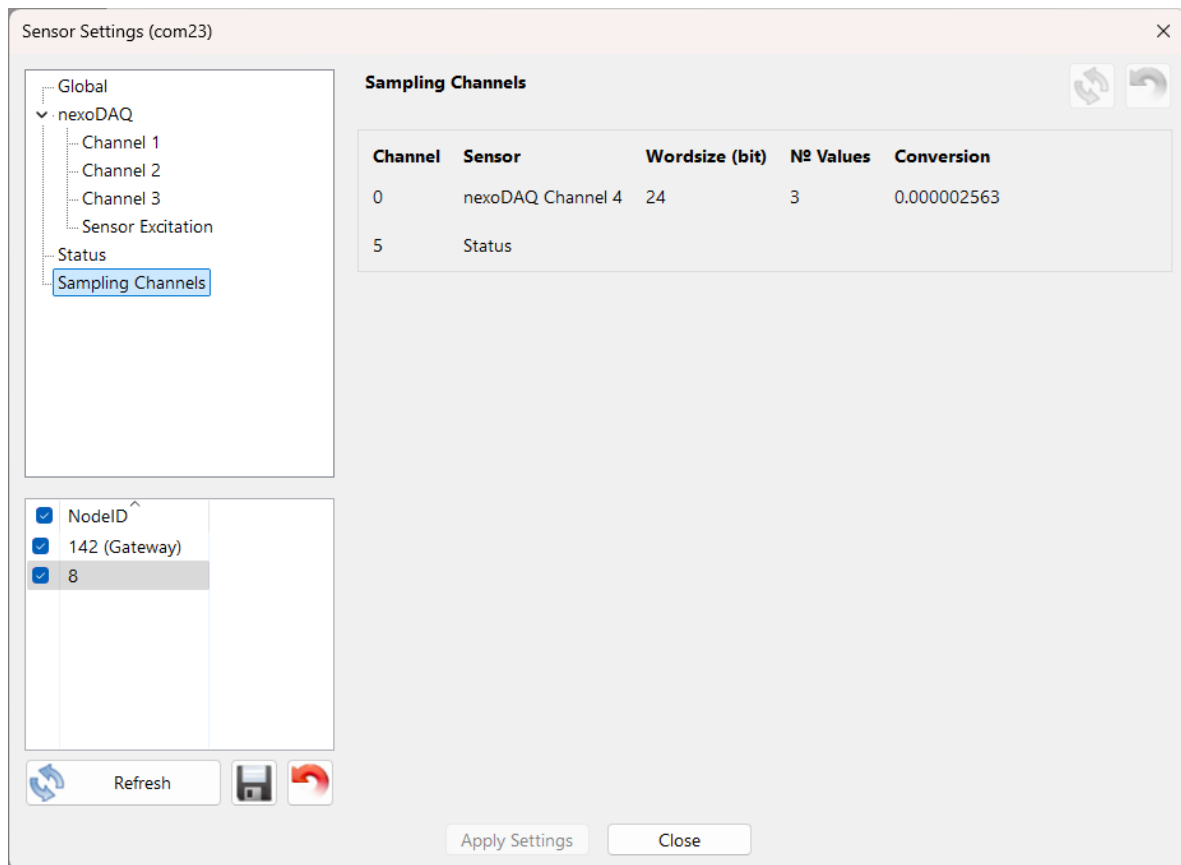 Sensor Settings (com23)
Global
nexoDAQ
Channel 1
Channel 2
Channel 3
Sensor Excitation
Status
Sampling Channels
NodeID
142 (Gateway)
8
Refresh
Sampling Channels
Channel Sensor Wordsize (bit) Nº Values Conversion
0 nexoDAQ Channel 4 24 3 0.000002563
5 Status
Apply Settings Close